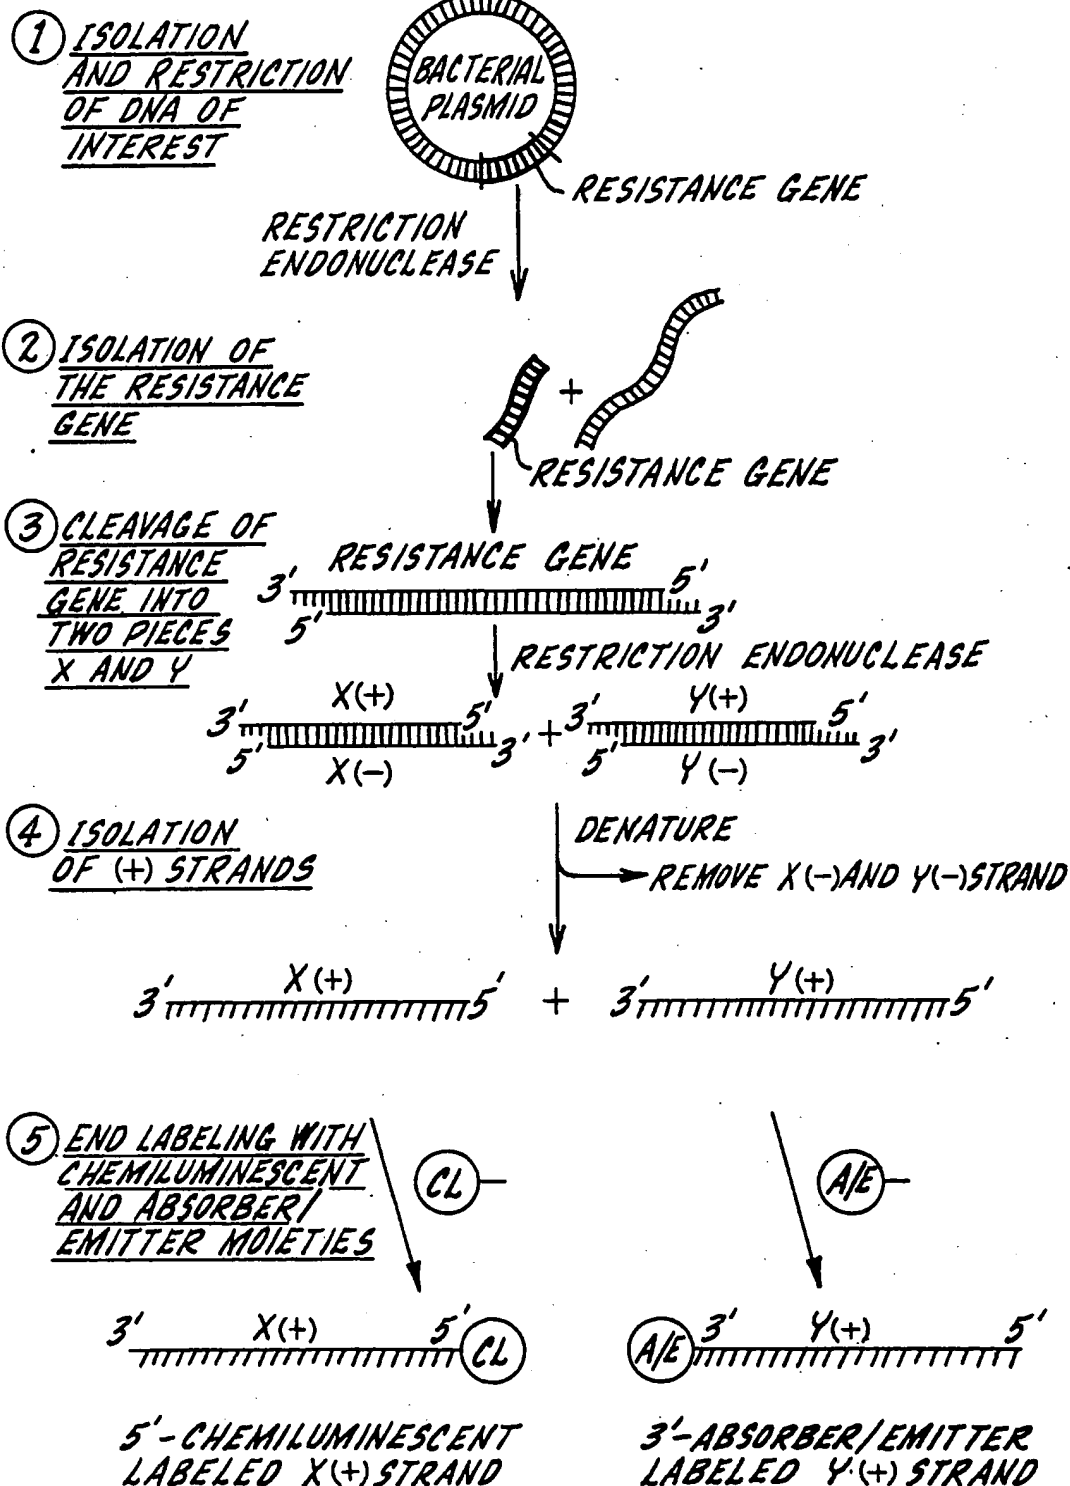 1 ISOLATION
AND RESTRICTION
OF DNA OF
INTEREST
BACTERIAL
PLASMID
RESISTANCE GENE
RESTRICTION
ENDONUCLEASE
2 ISOLATION OF
THE RESISTANCE
GENE
+
RESISTANCE GENE
3 CLEAVAGE OF
RESISTANCE
GENE INTO
TWO PIECES
X AND Y
RESISTANCE GENE
3' 5'
5' 3'
RESTRICTION ENDONUCLEASE
X(+) Y(+)
3' 5' + 3' 5'
5' 3' 5' 3'
X(-) Y(-)
4 ISOLATION
OF (+) STRANDS
DENATURE
REMOVE X(-)AND Y(-)STRAND
X(+) Y(+)
3' 5' + 3' 5'
5 END LABELING WITH
CHEMILUMINESCENT
AND ABSORBER/
EMITTER MOIETIES
CL A/E
3' X(+) 5' CL
A/E 3' Y(+) 5'
5'-CHEMILUMINESCENT
LABELED X(+) STRAND
3'-ABSORBER/EMITTER
LABELED Y(+) STRAND